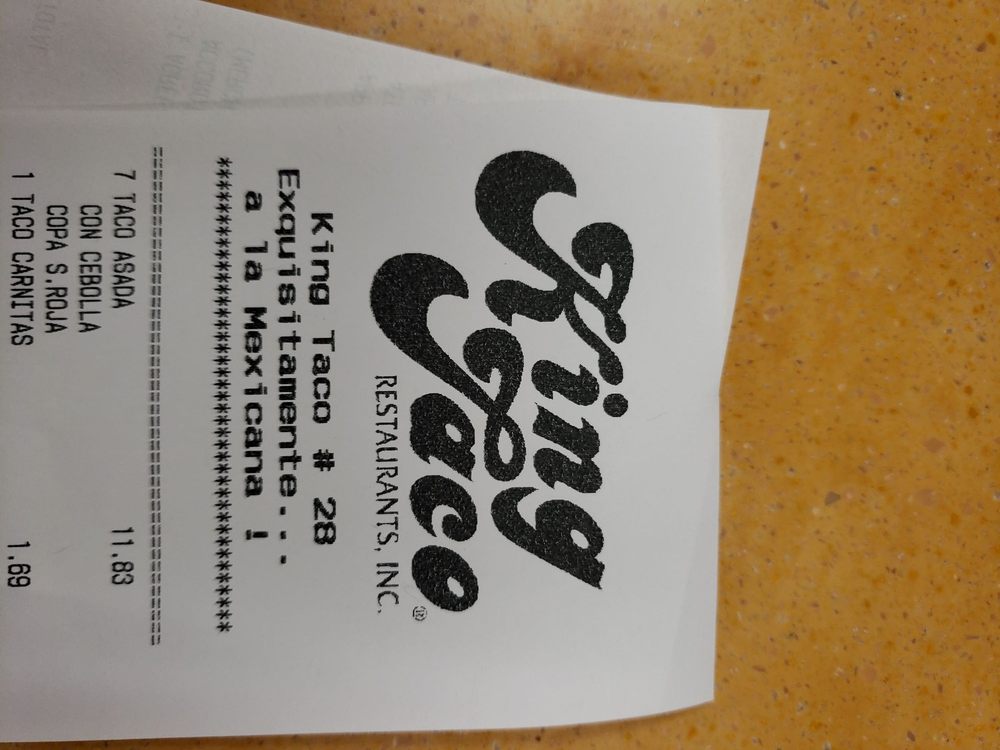 King
Taco®
RESTAURANTS, INC.
King Taco # 28
Exquisitamente...
a la Mexicana !
******************************************
==========================================
7 TACO ASADA 11.83
CON CEBOLLA
COPA S.ROJA
1 TACO CARNITAS 1.69